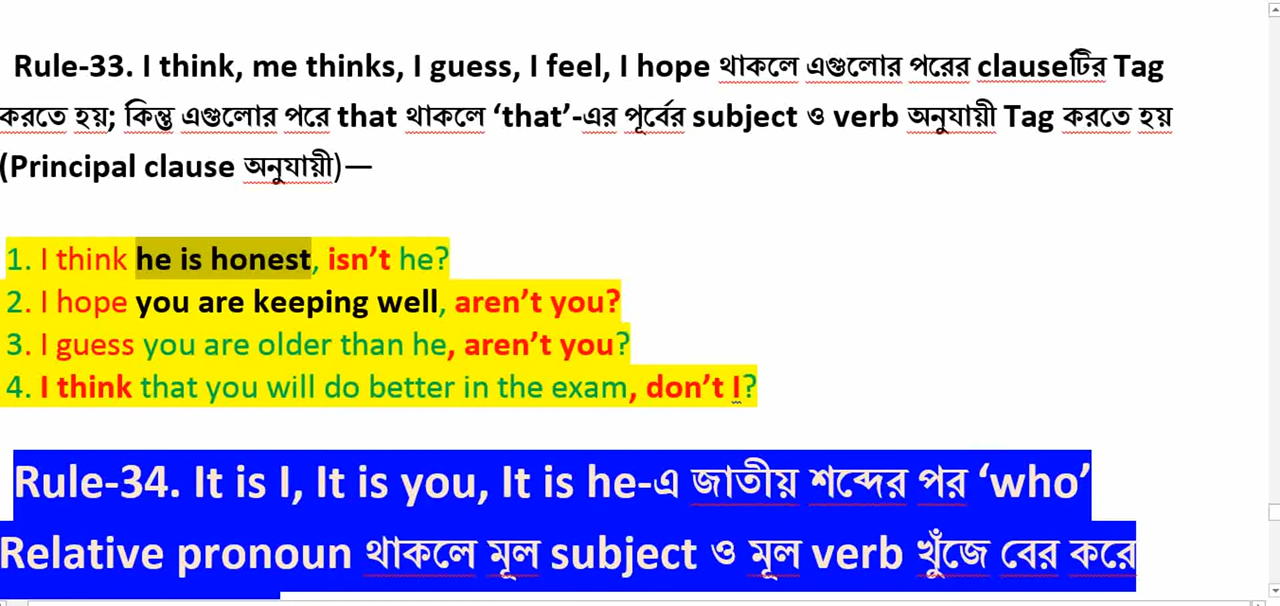 Rule-33. I think, me thinks, I guess, I feel, I hope থাকলে এগুলোর পরের clauseটির Tag
করতে হয়; কিন্তু এগুলোর পরে that থাকলে ‘that’-এর পূর্বের subject ও verb অনুযায়ী Tag করতে হয়
(Principal clause অনুযায়ী)—
1. I think he is honest, isn’t he?
2. I hope you are keeping well, aren’t you?
3. I guess you are older than he, aren’t you?
4. I think that you will do better in the exam, don’t I?
Rule-34. It is I, It is you, It is he-এ জাতীয় শব্দের পর ‘who’
Relative pronoun থাকলে মূল subject ও মূল verb খুঁজে বের করে